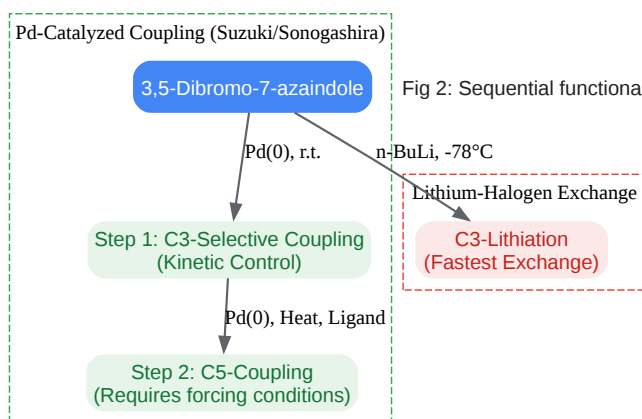 Pd-Catalyzed Coupling (Suzuki/Sonogashira)
3,5-Dibromo-7-azaindole
Fig 2: Sequential functiona
Pd(0), r.t.
n-BuLi, -78°C
Lithium-Halogen Exchange
Step 1: C3-Selective Coupling
(Kinetic Control)
C3-Lithiation
(Fastest Exchange)
Pd(0), Heat, Ligand
Step 2: C5-Coupling
(Requires forcing conditions)